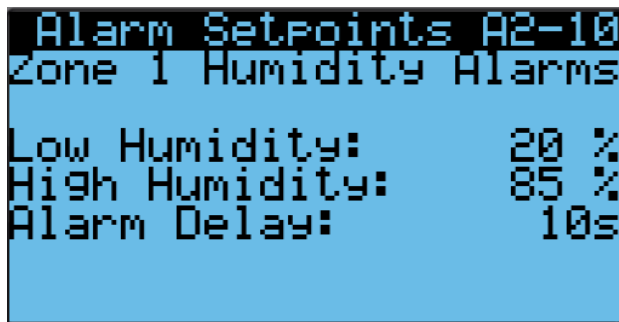 Alarm Setpoints A2-10
Zone 1 Humidity Alarms
Low Humidity: 20 %
High Humidity: 85 %
Alarm Delay: 10s